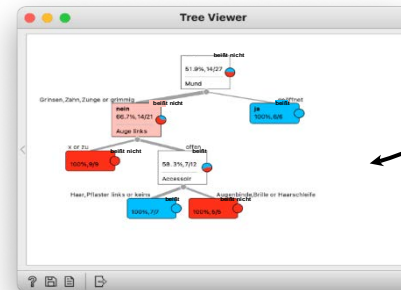 Tree Viewer
beißt nicht
51.9%, 14/27
Mund
Grinsen,Zahn,Zunge or grimmig
beißt nicht
geöffnet
beißt
nein
66.7%, 14/21
Auge links
ja
100%, 6/6
v or zu
beißt nicht
offen
beißt
100%, 9/9
58.3%, 7/12
Accessoir
Haar,Pflaster links or keins
beißt
Augenbinde,Brille or Haarschleife
beißt nicht
100%, 7/7
100%, 5/5
?